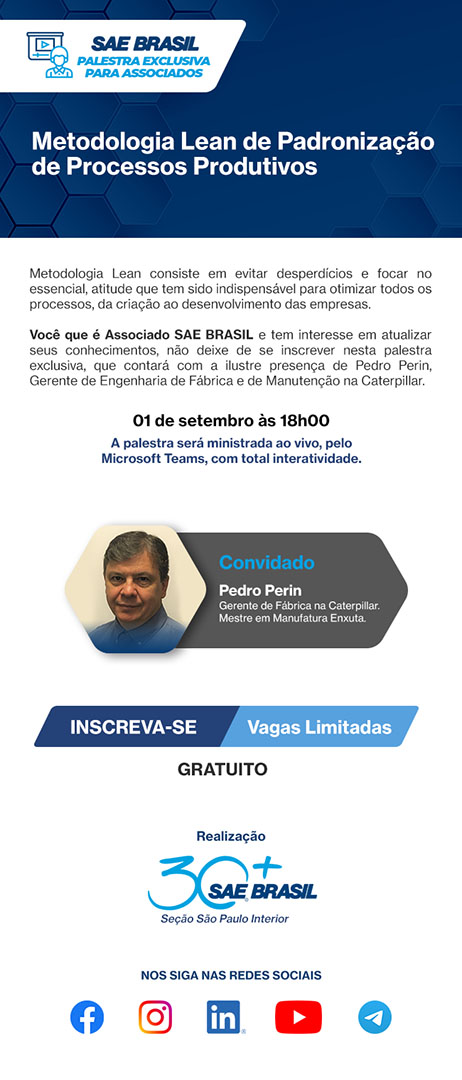 SAE BRASIL
PALESTRA EXCLUSIVA
PARA ASSOCIADOS
Metodologia Lean de Padronização
de Processos Produtivos
Metodologia Lean consiste em evitar desperdícios e focar no
essencial, atitude que tem sido indispensável para otimizar todos os
processos, da criação ao desenvolvimento das empresas.
Você que é Associado SAE BRASIL e tem interesse em atualizar
seus conhecimentos, não deixe de se inscrever nesta palestra
exclusiva, que contará com a ilustre presença de Pedro Perin,
Gerente de Engenharia de Fábrica e de Manutenção na Caterpillar.
01 de setembro às 18h00
A palestra será ministrada ao vivo, pelo
Microsoft Teams, com total interatividade.
Convidado
Pedro Perin
Gerente de Fábrica na Caterpillar.
Mestre em Manufatura Enxuta.
INSCREVA-SE Vagas Limitadas
GRATUITO
Realização
30+
SAE BRASIL
Seção São Paulo Interior
NOS SIGA NAS REDES SOCIAIS